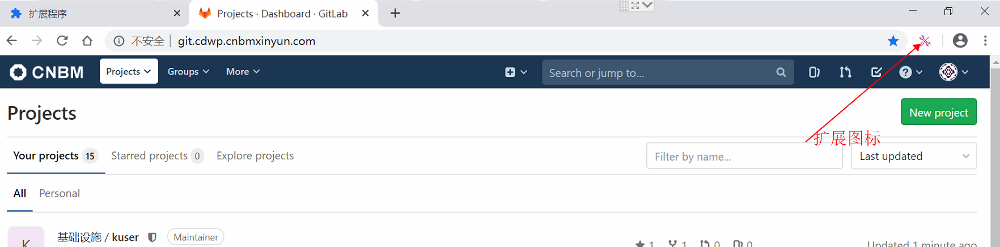 扩展程序
Projects · Dashboard · GitLab
不安全
git.cdwp.cnbmxinyun.com
CNBM
Projects
Groups
More
Search or jump to...
Projects
New project
扩展图标
Your projects 15
Starred projects 0
Explore projects
Filter by name...
Last updated
All
Personal
K
基础设施 / kuser
Maintainer
1
1
0
0
Updated 1 minute ago